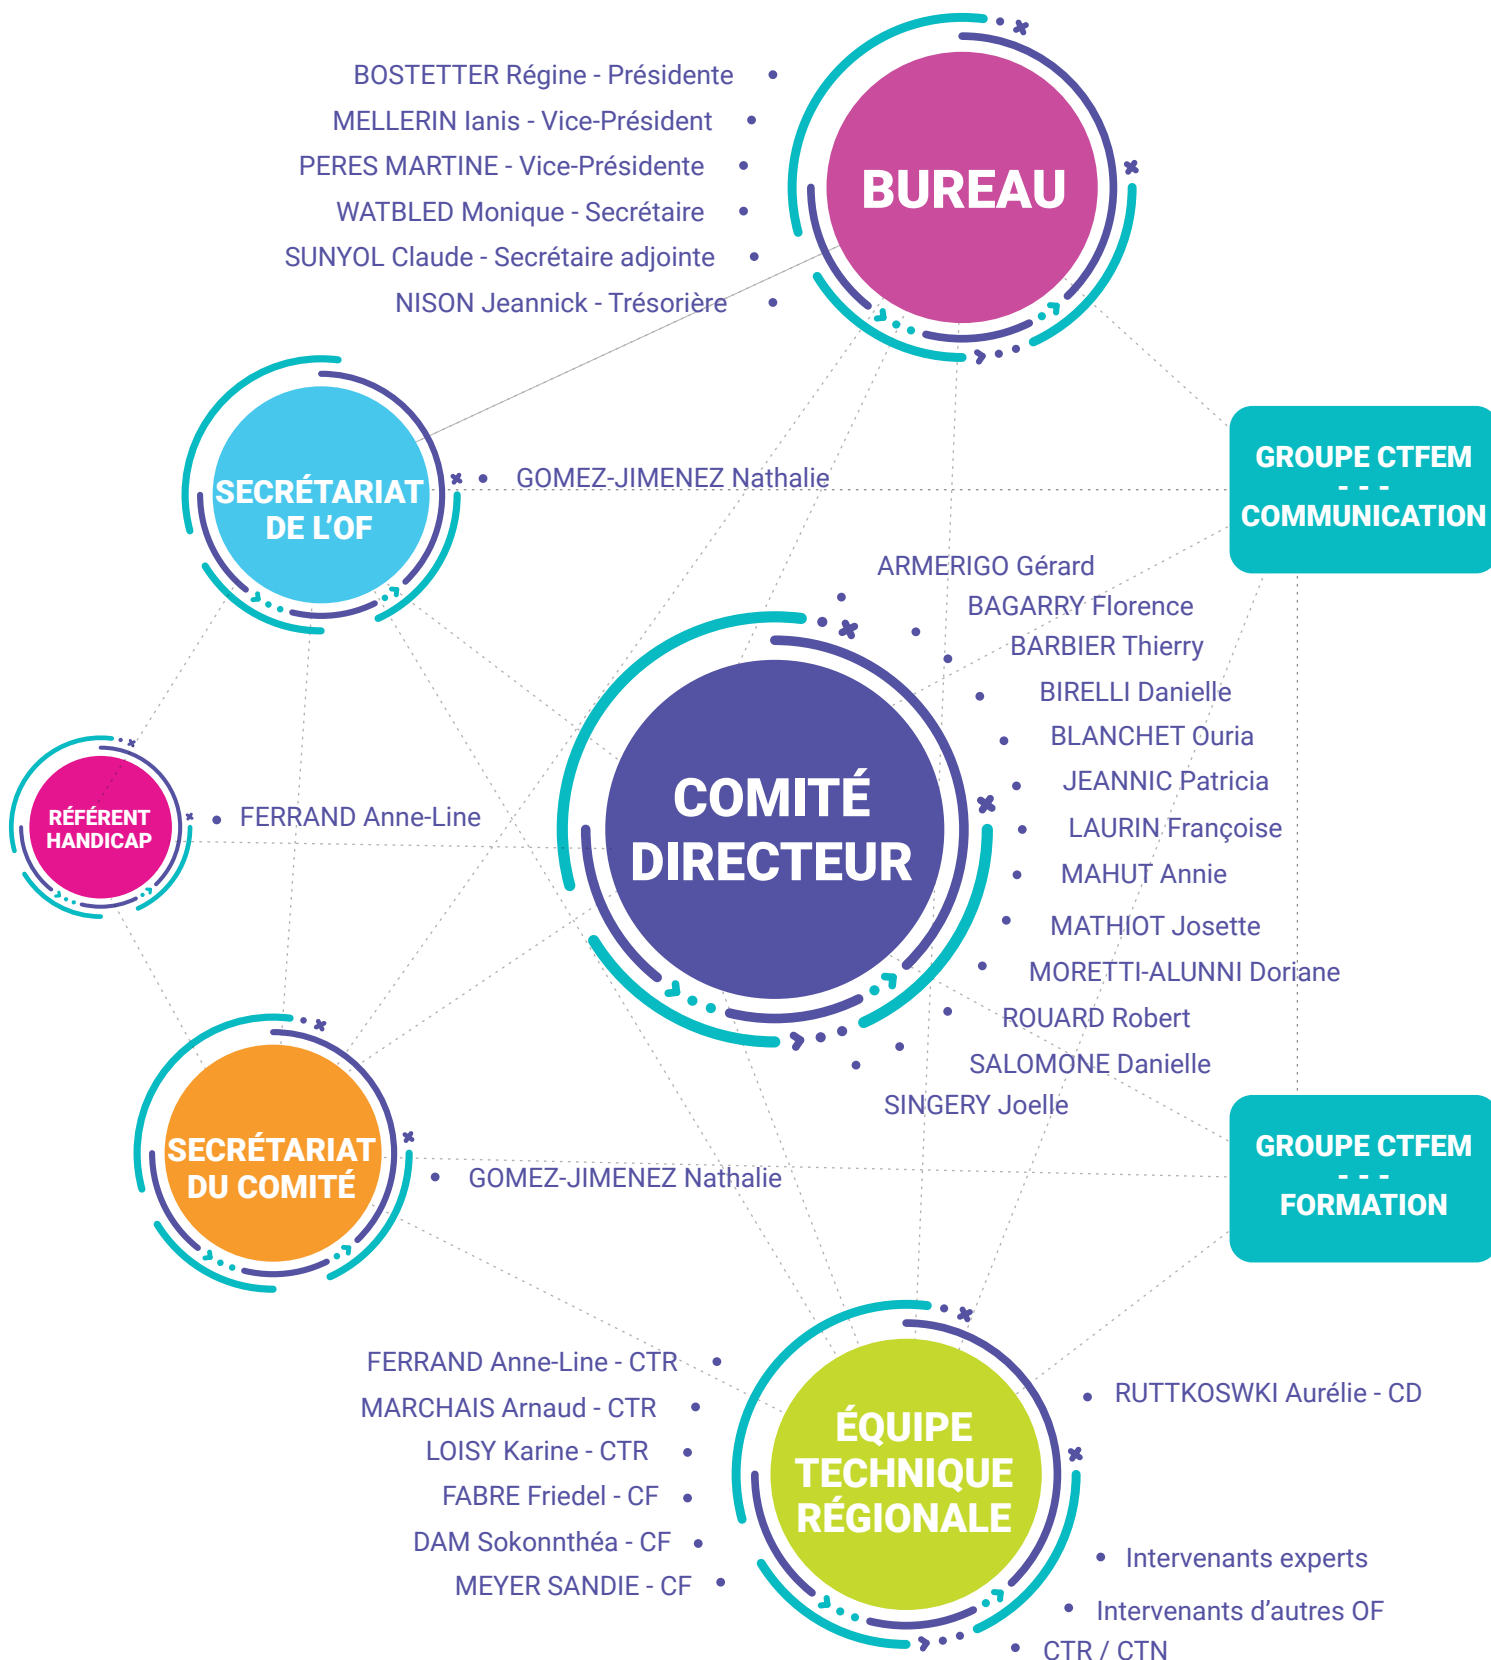 BOSTETTER Régine - Présidente
MELLERIN Ianis - Vice-Président
PERES MARTINE - Vice-Présidente
WATBLED Monique - Secrétaire
SUNYOL Claude - Secrétaire adjointe
NISON Jeannick - Trésorière
BUREAU
SECRÉTARIAT
DE L'OF
GOMEZ-JIMENEZ Nathalie
GROUPE CTFEM
- - -
COMMUNICATION
ARMERIGO Gérard
BAGARRY Florence
BARBIER Thierry
BIRELLI Danielle
BLANCHET Ouria
JEANNIC Patricia
LAURIN Françoise
MAHUT Annie
MATHIOT Josette
MORETTI-ALUNNI Doriane
ROUARD Robert
SALOMONE Danielle
SINGERY Joelle
COMITÉ
DIRECTEUR
RÉFÉRENT
HANDICAP
FERRAND Anne-Line
SECRÉTARIAT
DU COMITÉ
GOMEZ-JIMENEZ Nathalie
GROUPE CTFEM
- - -
FORMATION
FERRAND Anne-Line - CTR
MARCHAIS Arnaud - CTR
LOISY Karine - CTR
FABRE Friedel - CF
DAM Sokonnthéa - CF
MEYER SANDIE - CF
ÉQUIPE
TECHNIQUE
RÉGIONALE
RUTTKOSWKI Aurélie - CD
Intervenants experts
Intervenants d'autres OF
CTR / CTN